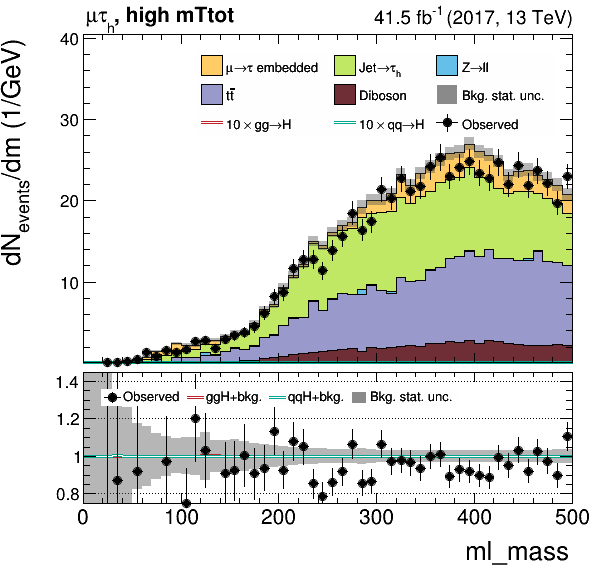 μτh, high mTtot 41.5 fb⁻¹ (2017, 13 TeV)
dNevents/dm (1/GeV)
40
30
20
10
μ→τ embedded Jet→τh Z→ll
tt̅ Diboson Bkg. stat. unc.
10 × gg→H 10 × qq→H Observed
1.4
1.2
1
0.8
Observed ggH+bkg. qqH+bkg. Bkg. stat. unc.
0 100 200 300 400 500
ml_mass